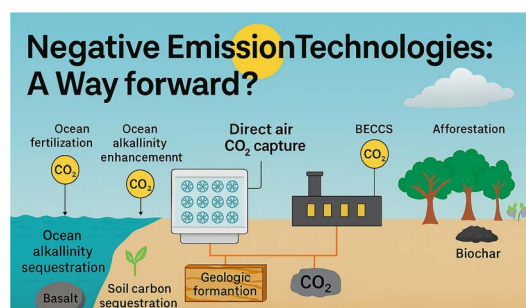 Negative EmissionTechnologies:
A Way forward?
Ocean
fertilization
CO₂
Ocean
alkallinity
enhancemennt
CO₂
Direct air
CO₂ capture
BECCS
CO₂
Afforestation
Ocean
alkallinity
sequestration
Basalt
Soil carbon
sequestration
Geologic
formantion
CO₂
Biochar